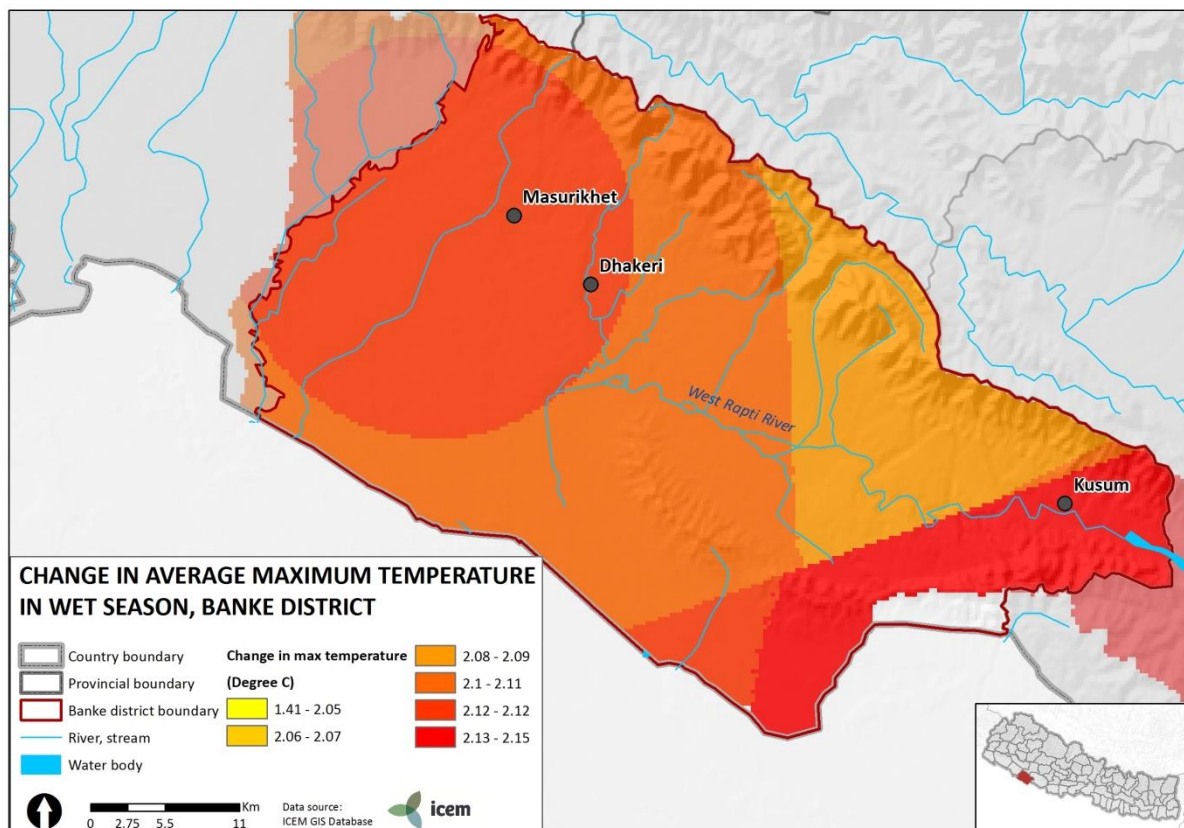 Masurikhet
Dhakeri
West Rapti River
Kusum
CHANGE IN AVERAGE MAXIMUM TEMPERATURE
IN WET SEASON, BANKE DISTRICT
Country boundary
Provincial boundary
Banke district boundary
River, stream
Water body
Change in max temperature
(Degree C)
1.41 - 2.05
2.06 - 2.07
2.08 - 2.09
2.1 - 2.11
2.12 - 2.12
2.13 - 2.15
Km
0 2.75 5.5 11
Data source:
ICEM GIS Database
icem